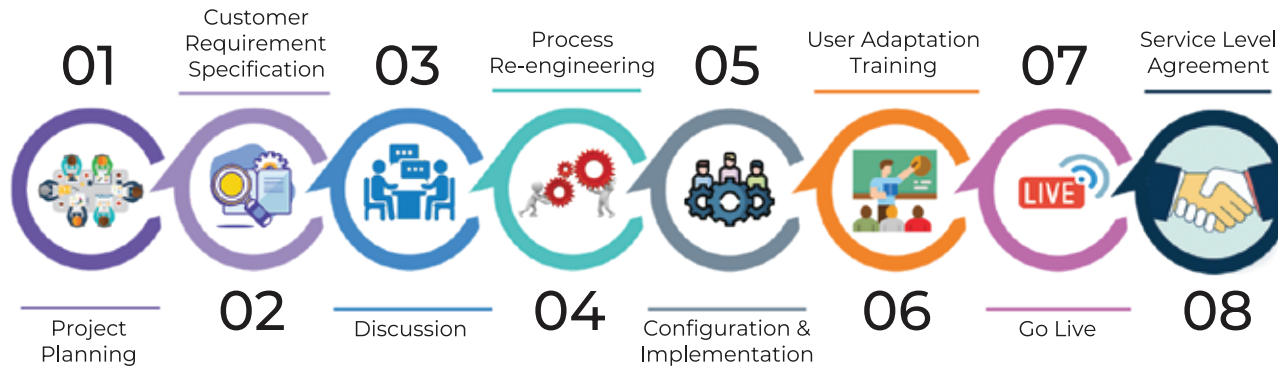 01
Project
Planning
Customer
Requirement
Specification
02
03
Discussion
Process
Re-engineering
04
05
Configuration &
Implementation
User Adaptation
Training
06
07
LIVE
Go Live
Service Level
Agreement
08